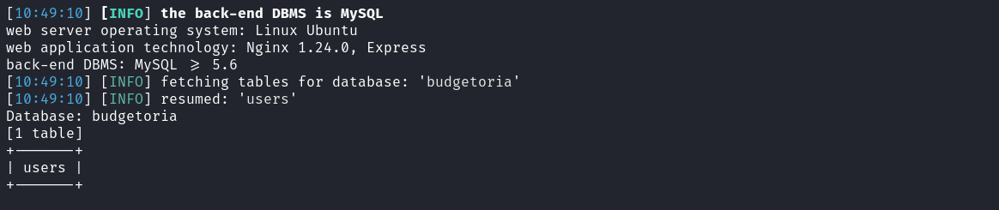 [10:49:10] [INFO] the back-end DBMS is MySQL
web server operating system: Linux Ubuntu
web application technology: Nginx 1.24.0, Express
back-end DBMS: MySQL >= 5.6
[10:49:10] [INFO] fetching tables for database: 'budgetoria'
[10:49:10] [INFO] resumed: 'users'
Database: budgetoria
[1 table]
+-------+
| users |
+-------+